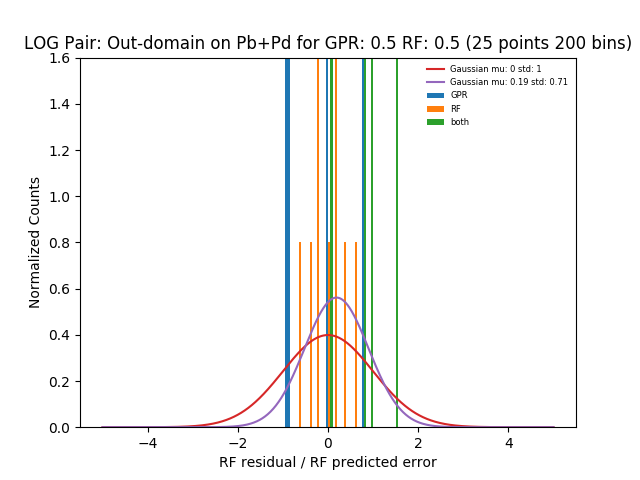 LOG Pair: Out-domain on Pb+Pd for GPR: 0.5 RF: 0.5 (25 points 200 bins)
Gaussian mu: 0 std: 1
Gaussian mu: 0.19 std: 0.71
GPR
RF
both
Normalized Counts
1.6
1.4
1.2
1.0
0.8
0.6
0.4
0.2
0.0
−4
−2
0
2
4
RF residual / RF predicted error